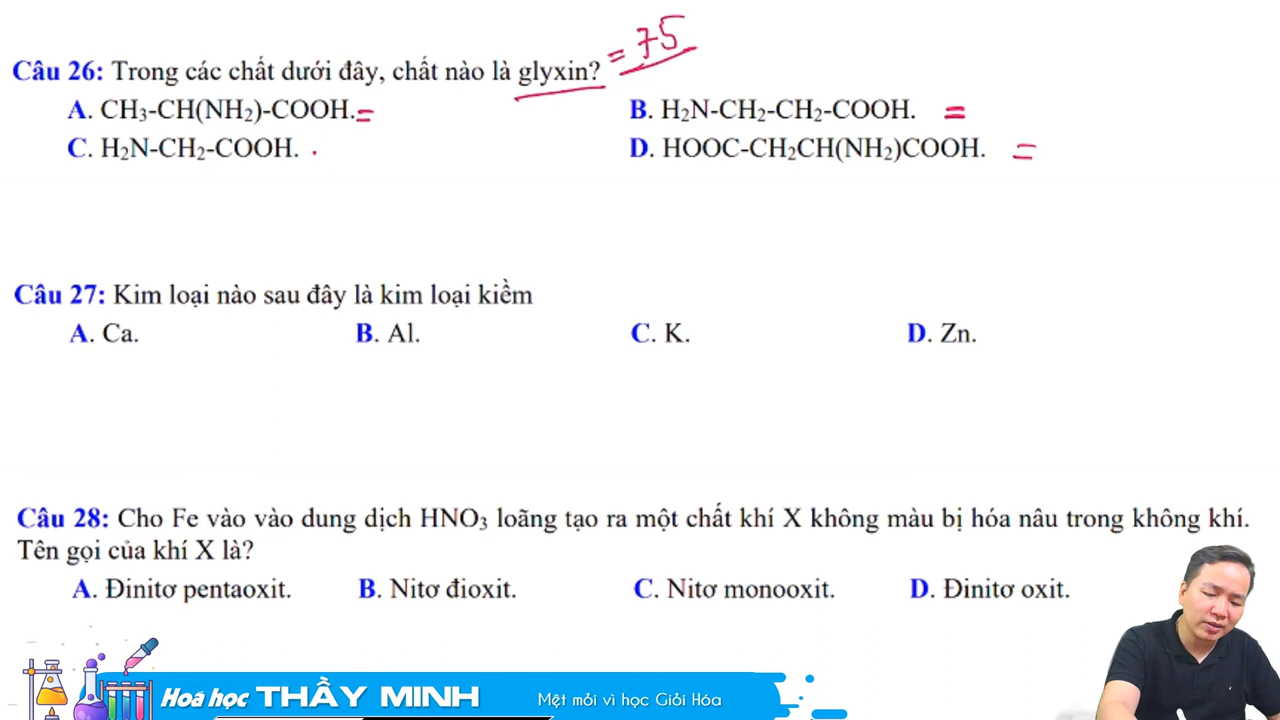 Câu 26: Trong các chất dưới đây, chất nào là glyxin? = 75
A. CH₃-CH(NH₂)-COOH. =
B. H₂N-CH₂-CH₂-COOH. =
C. H₂N-CH₂-COOH. .
D. HOOC-CH₂CH(NH₂)COOH. =
Câu 27: Kim loại nào sau đây là kim loại kiềm
A. Ca.
B. Al.
C. K.
D. Zn.
Câu 28: Cho Fe vào vào dung dịch HNO₃ loãng tạo ra một chất khí X không màu bị hóa nâu trong không khí.
Tên gọi của khí X là?
A. Đinitơ pentaoxit.
B. Nitơ đioxit.
C. Nitơ monooxit.
D. Đinitơ oxit.
Hoá học THẦY MINH
Mệt mỏi vì học Giỏi Hóa